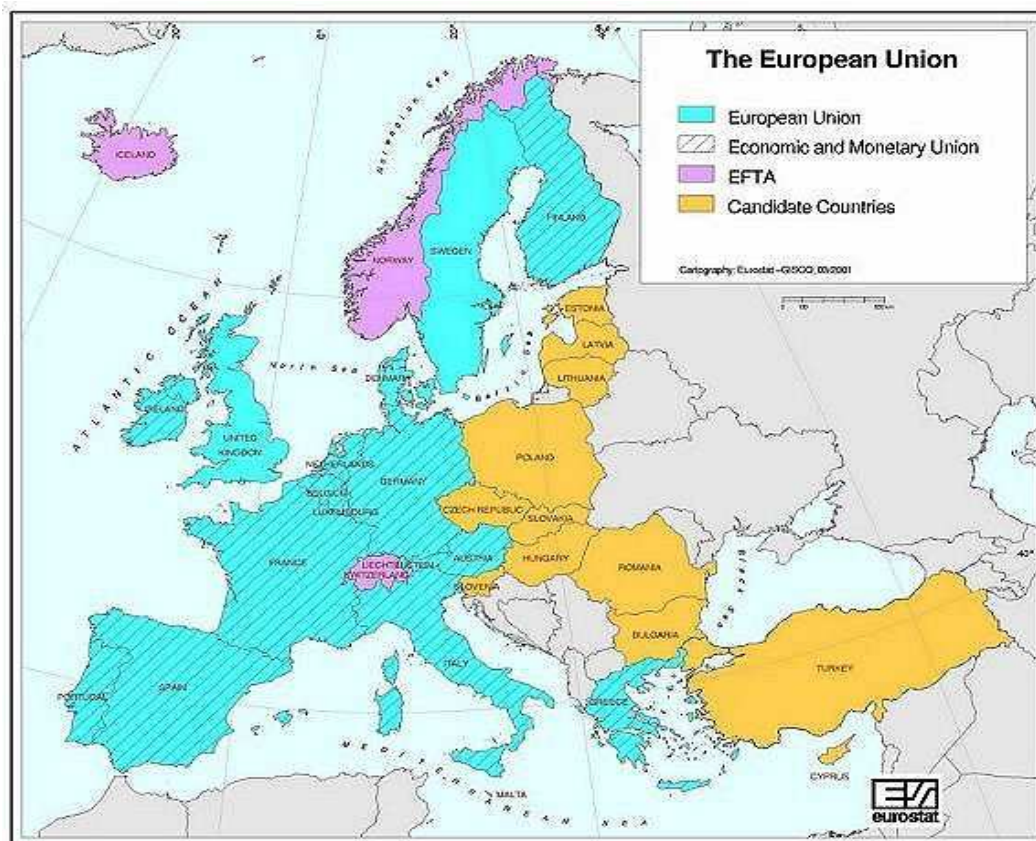 The European Union
European Union
Economic and Monetary Union
EFTA
Candidate Countries
Cartography: Eurostat - GISCO, 03/2001
ICELAND
Norwegian Sea
FINLAND
NORWAY
SWEDEN
ATLANTIC OCEAN
ESTONIA
LATVIA
LITHUANIA
North Sea
Baltic Sea
DENMARK
IRELAND
UNITED
KINGDOM
NETHERLANDS
POLAND
GERMANY
BELGIUM
LUXEMBOURG
CZECH REPUBLIC
SLOVAKIA
FRANCE
LIECHTENSTEIN
SWITZERLAND
AUSTRIA
HUNGARY
SLOVENIA
ROMANIA
Black Sea
BULGARIA
ITALY
TURKEY
PORTUGAL
SPAIN
GREECE
MEDITERRANEAN SEA
CYPRUS
MALTA
eurostat